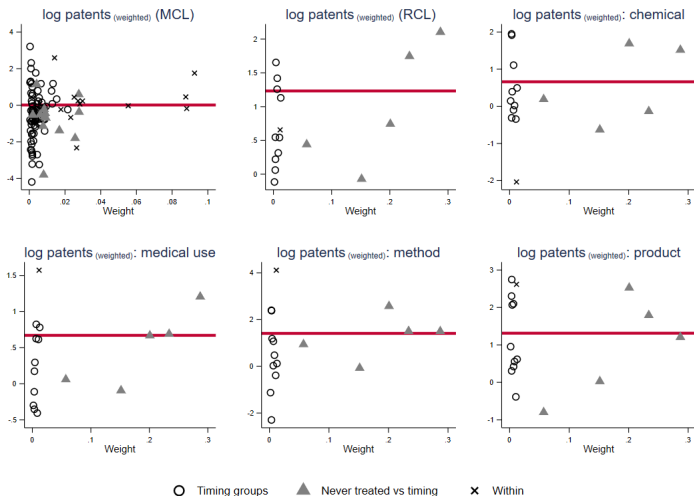 log patents (weighted) (MCL)
4
2
0
-2
-4
0 .02 .04 .06 .08 .1
Weight
log patents (weighted) (RCL)
2
1.5
1
.5
0
0 .1 .2 .3
Weight
log patents (weighted): chemical
2
1
0
-1
-2
0 .1 .2 .3
Weight
log patents (weighted): medical use
1.5
1
.5
0
-.5
0 .1 .2 .3
Weight
log patents (weighted): method
4
2
0
-2
0 .1 .2 .3
Weight
log patents (weighted): product
3
2
1
0
-1
0 .1 .2 .3
Weight
Timing groups Never treated vs timing Within